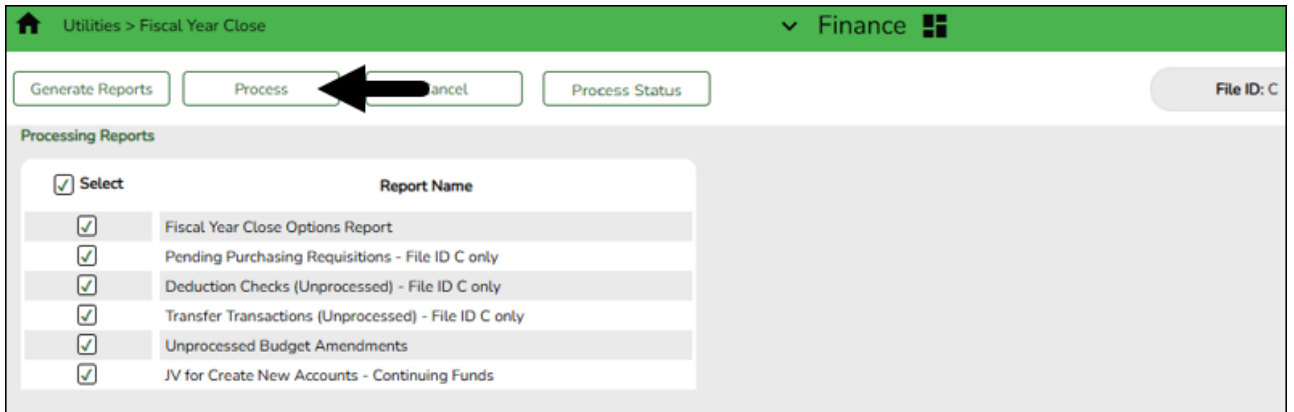 Utilities > Fiscal Year Close
Finance
Generate Reports
Process
ancel
Process Status
File ID: C
Processing Reports
Select
Report Name
Fiscal Year Close Options Report
Pending Purchasing Requisitions - File ID C only
Deduction Checks (Unprocessed) - File ID C only
Transfer Transactions (Unprocessed) - File ID C only
Unprocessed Budget Amendments
JV for Create New Accounts - Continuing Funds